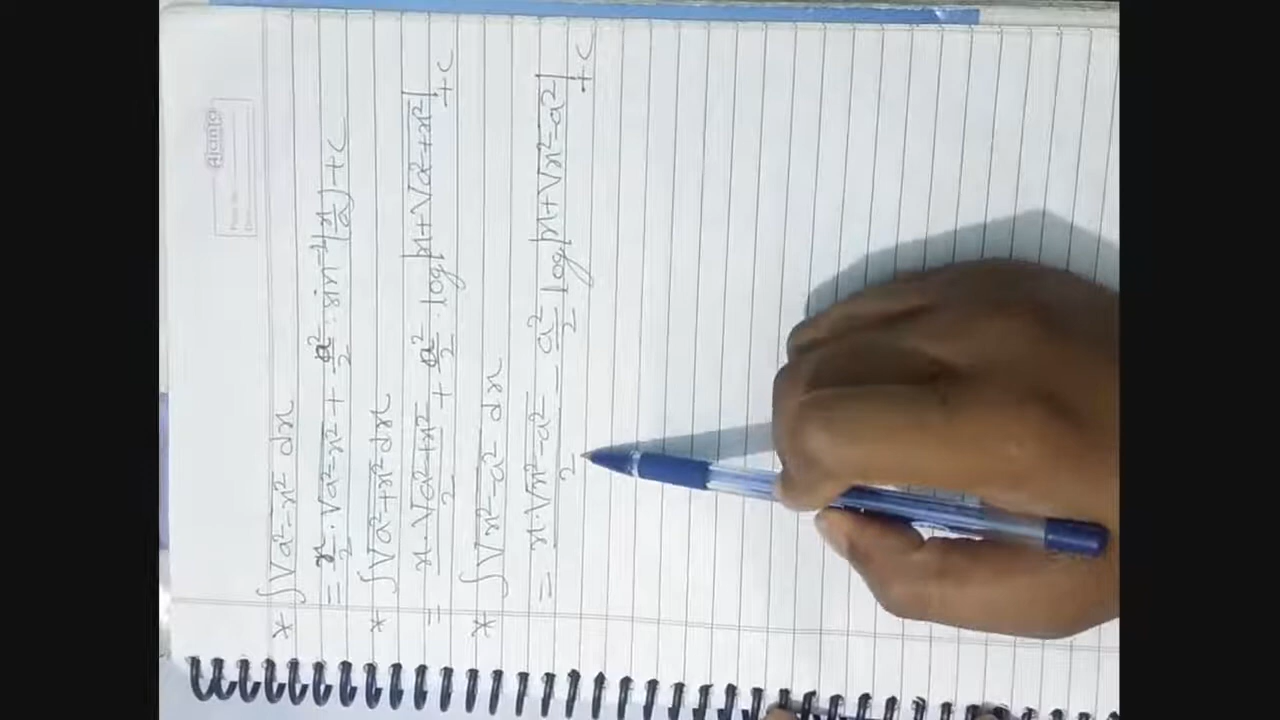 Ajanta
* ∫√a²-x² dx
= x/2 · √a²-x² + a²/2 · sin⁻¹(x/a) + c
* ∫√a²+x² dx
= x·√a²+x²/2 + a²/2 · log|x+√a²+x²| + c
* ∫√x²-a² dx
= x·√x²-a²/2 - a²/2 log|x+√x²-a²| + c